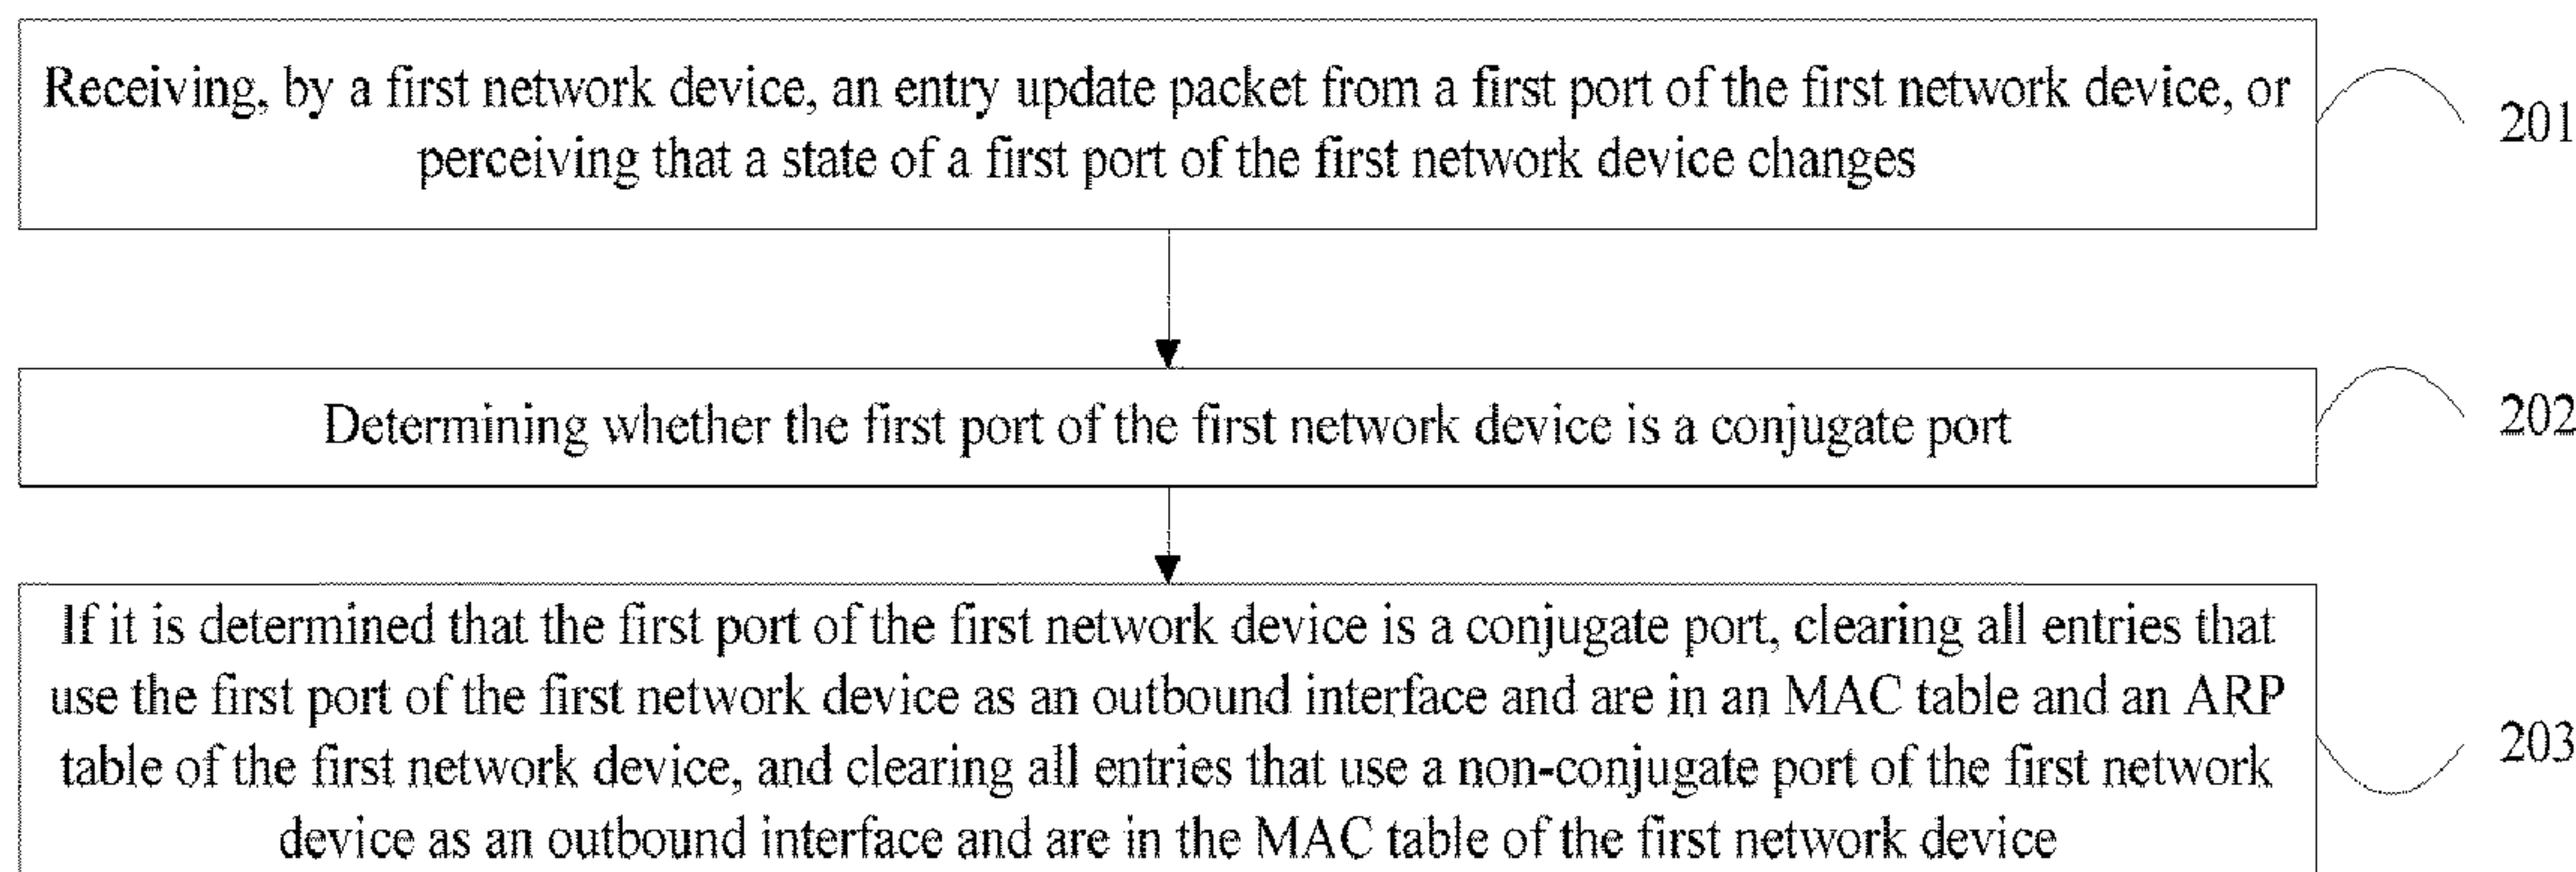 Receiving, by a first network device, an entry update packet from a first port of the first network device, or
perceiving that a state of a first port of the first network device changes
201
Determining whether the first port of the first network device is a conjugate port
202
If it is determined that the first port of the first network device is a conjugate port, clearing all entries that
use the first port of the first network device as an outbound interface and are in an MAC table and an ARP
table of the first network device, and clearing all entries that use a non-conjugate port of the first network
device as an outbound interface and are in the MAC table of the first network device
203